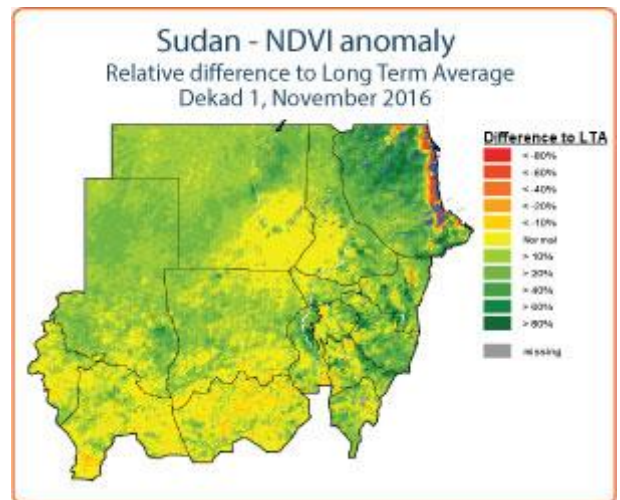 Sudan - NDVI anomaly
Relative difference to Long Term Average
Dekad 1, November 2016
Difference to LTA
< -80%
< -60%
< -40%
< -20%
< -10%
Normal
> 10%
> 20%
> 40%
> 60%
> 80%
missing